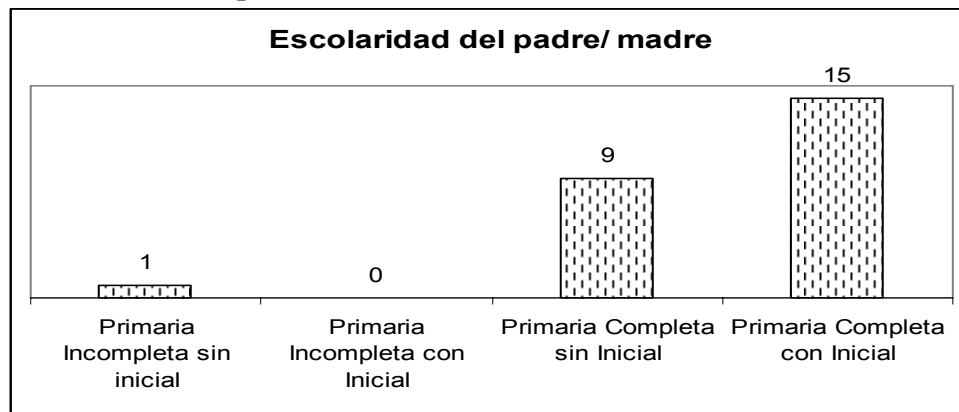 Escolaridad del padre/ madre
15
9
1
0
Primaria Incompleta sin inicial
Primaria Incompleta con Inicial
Primaria Completa sin Inicial
Primaria Completa con Inicial